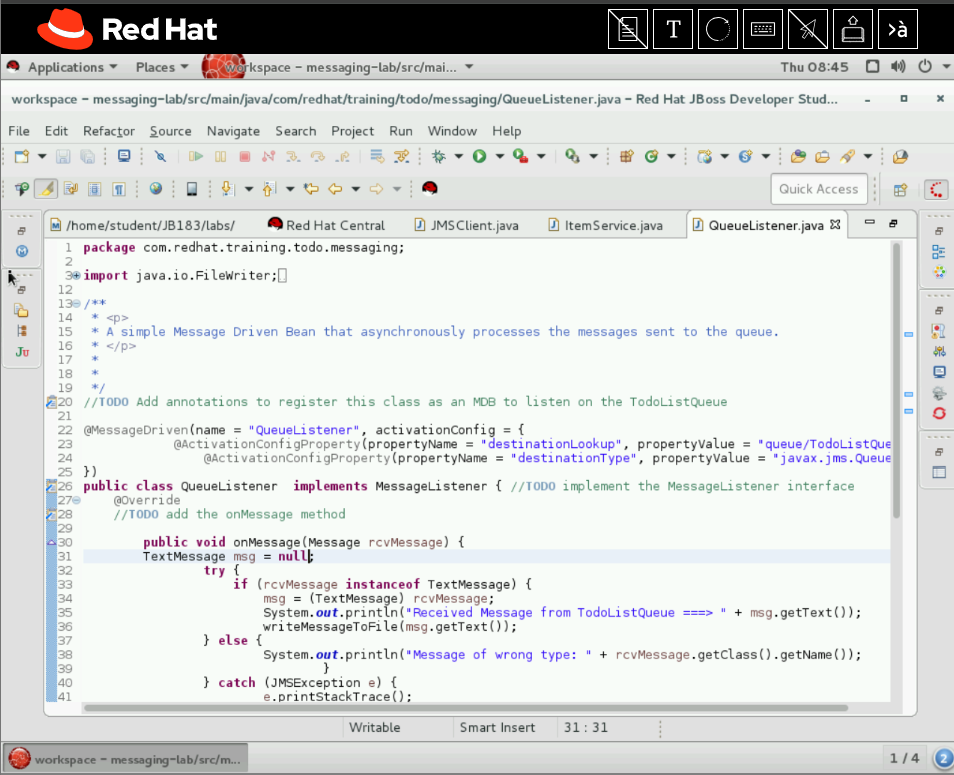 Red Hat
T
>à
Applications Places workspace – messaging-lab/src/mai... Thu 08:45
workspace – messaging-lab/src/main/java/com/redhat/training/todo/messaging/QueueListener.java – Red Hat JBoss Developer Stud...
File Edit Refactor Source Navigate Search Project Run Window Help
Quick Access
/home/student/JB183/labs/ Red Hat Central JMSClient.java ItemService.java QueueListener.java
1 package com.redhat.training.todo.messaging;
2
3 import java.io.FileWriter;
12
13 /**
14 * <p>
15 * A simple Message Driven Bean that asynchronously processes the messages sent to the queue.
16 * </p>
17 *
18 *
19 */
20 //TODO Add annotations to register this class as an MDB to listen on the TodoListQueue
21
22 @MessageDriven(name = "QueueListener", activationConfig = {
23 @ActivationConfigProperty(propertyName = "destinationLookup", propertyValue = "queue/TodoListQue
24 @ActivationConfigProperty(propertyName = "destinationType", propertyValue = "javax.jms.Queue
25 })
26 public class QueueListener implements MessageListener { //TODO implement the MessageListener interface
27 @Override
28 //TODO add the onMessage method
29
30 public void onMessage(Message rcvMessage) {
31 TextMessage msg = null;
32 try {
33 if (rcvMessage instanceof TextMessage) {
34 msg = (TextMessage) rcvMessage;
35 System.out.println("Received Message from TodoListQueue ===> " + msg.getText());
36 writeMessageToFile(msg.getText());
37 } else {
38 System.out.println("Message of wrong type: " + rcvMessage.getClass().getName());
39 }
40 } catch (JMSException e) {
41 e.printStackTrace();
Writable Smart Insert 31 : 31
workspace – messaging-lab/src/m... 1 / 4 2